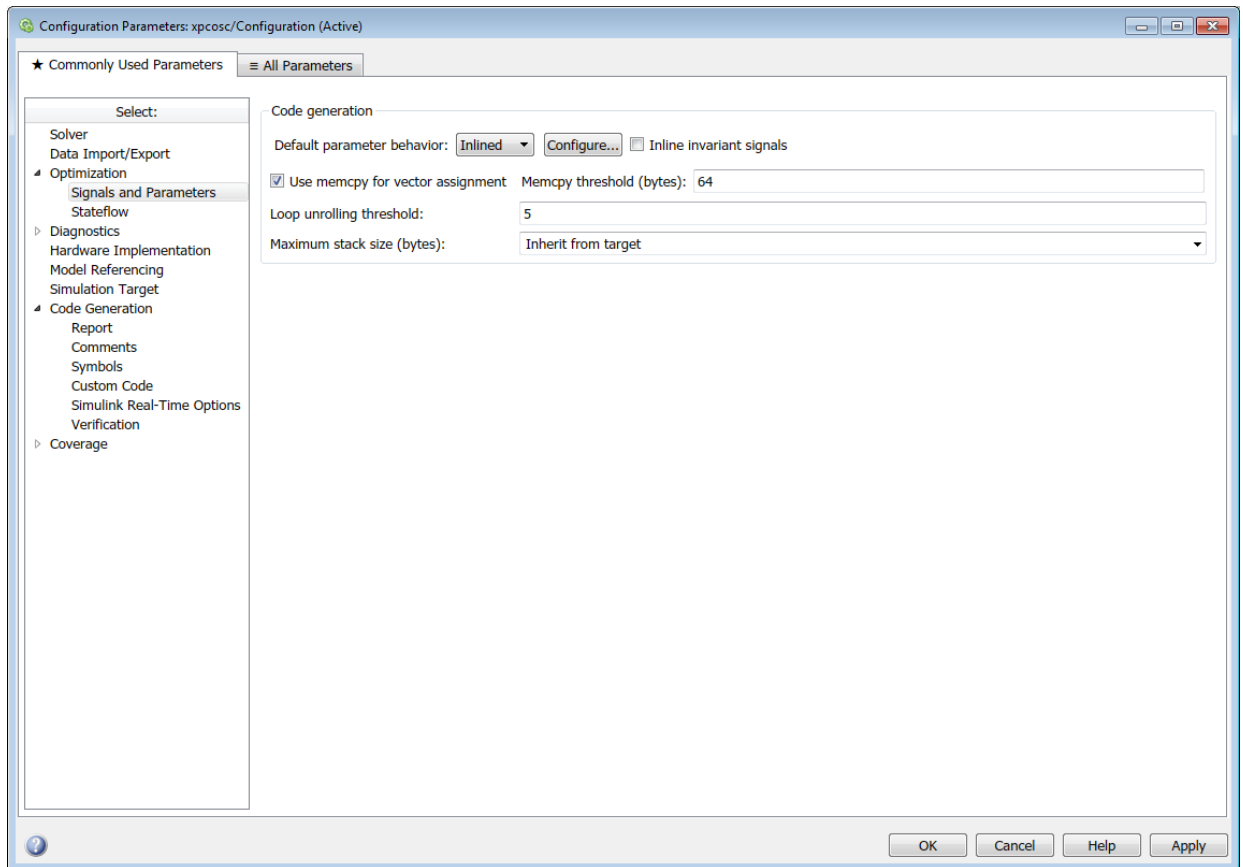 Configuration Parameters: xpcosc/Configuration (Active)
★ Commonly Used Parameters
≡ All Parameters
Select:
Solver
Data Import/Export
Optimization
Signals and Parameters
Stateflow
Diagnostics
Hardware Implementation
Model Referencing
Simulation Target
Code Generation
Report
Comments
Symbols
Custom Code
Simulink Real-Time Options
Verification
Coverage
Code generation
Default parameter behavior: Inlined Configure... Inline invariant signals
Use memcpy for vector assignment Memcpy threshold (bytes): 64
Loop unrolling threshold: 5
Maximum stack size (bytes): Inherit from target
OK Cancel Help Apply